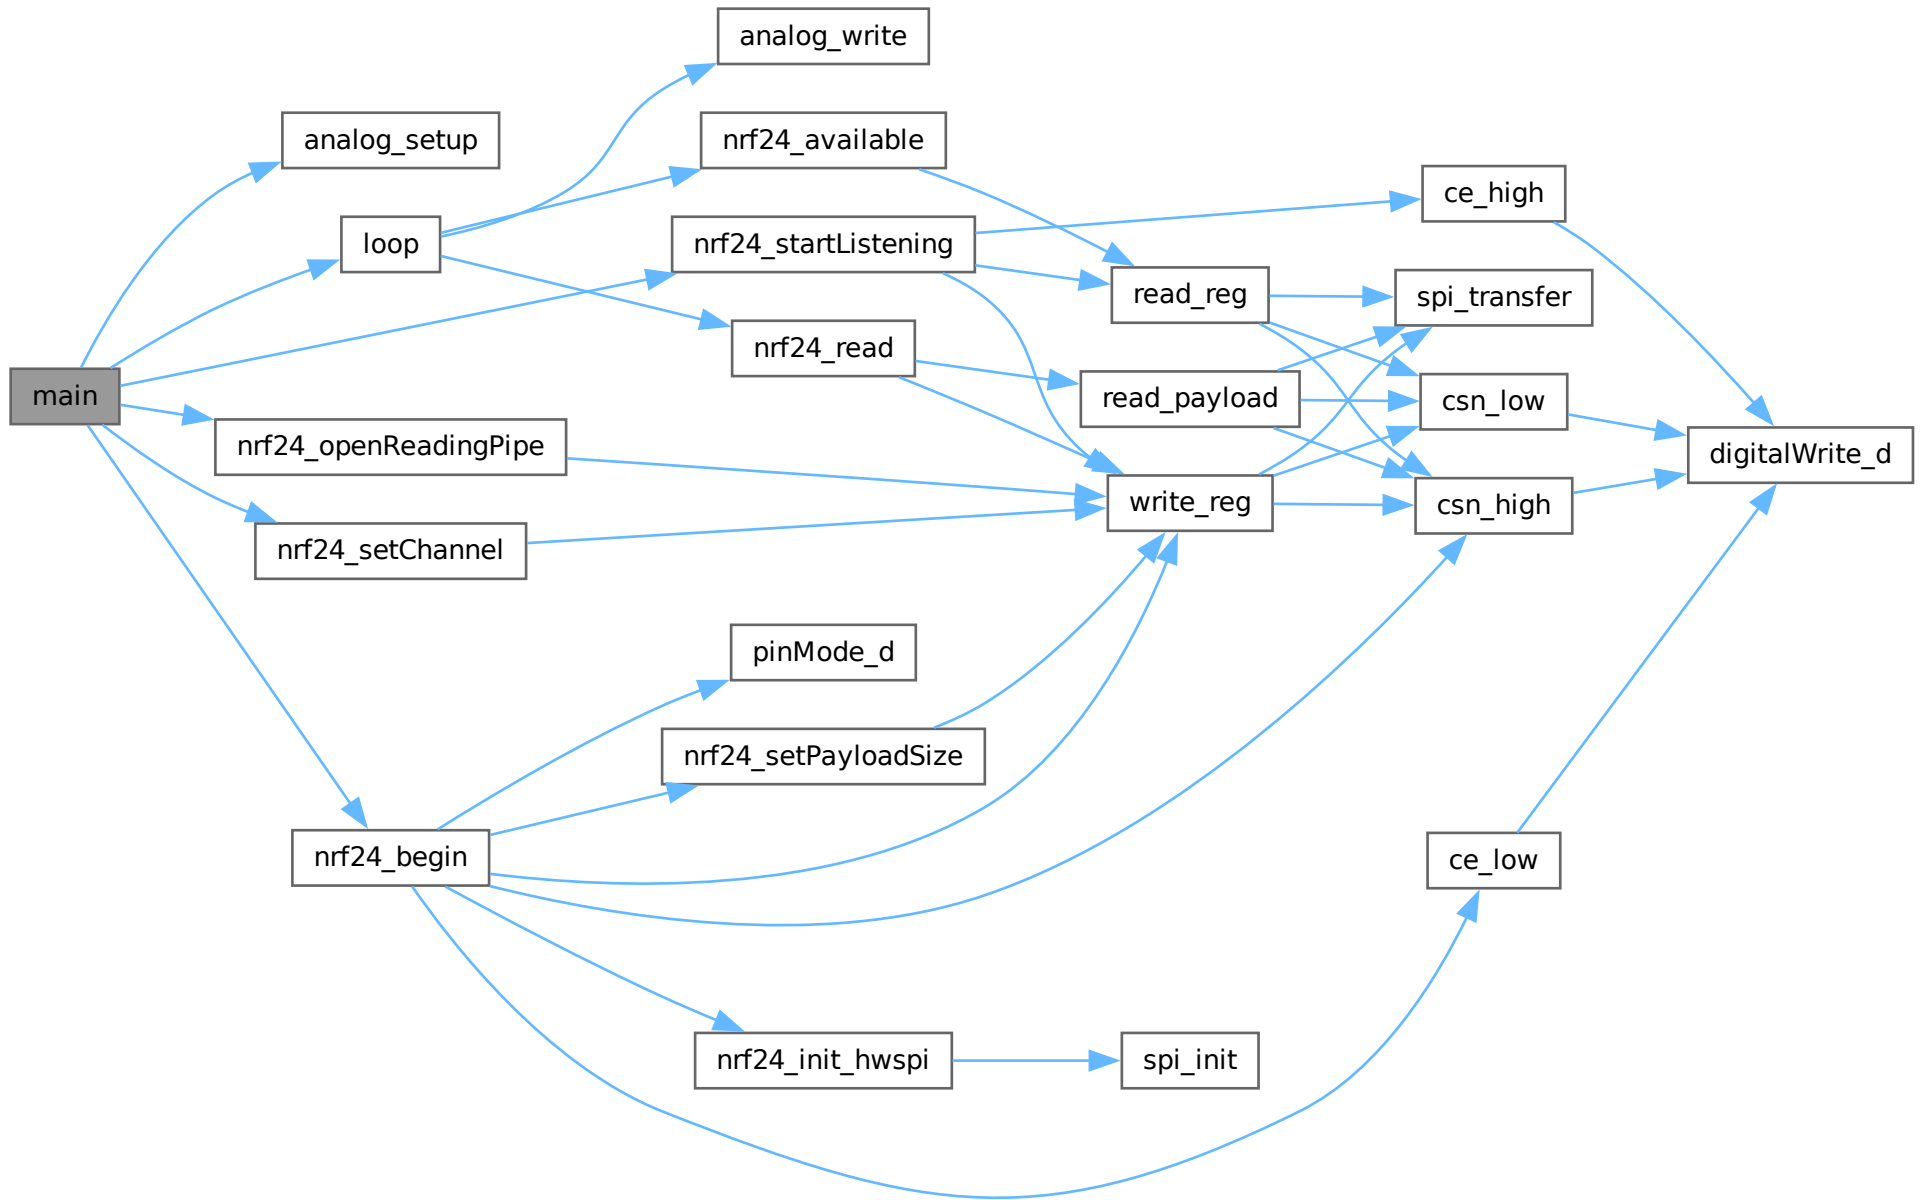 analog_write
analog_setup
nrf24_available
ce_high
loop
nrf24_startListening
read_reg
spi_transfer
nrf24_read
main
read_payload
csn_low
nrf24_openReadingPipe
digitalWrite_d
write_reg
csn_high
nrf24_setChannel
pinMode_d
nrf24_setPayloadSize
nrf24_begin
ce_low
nrf24_init_hwspi
spi_init